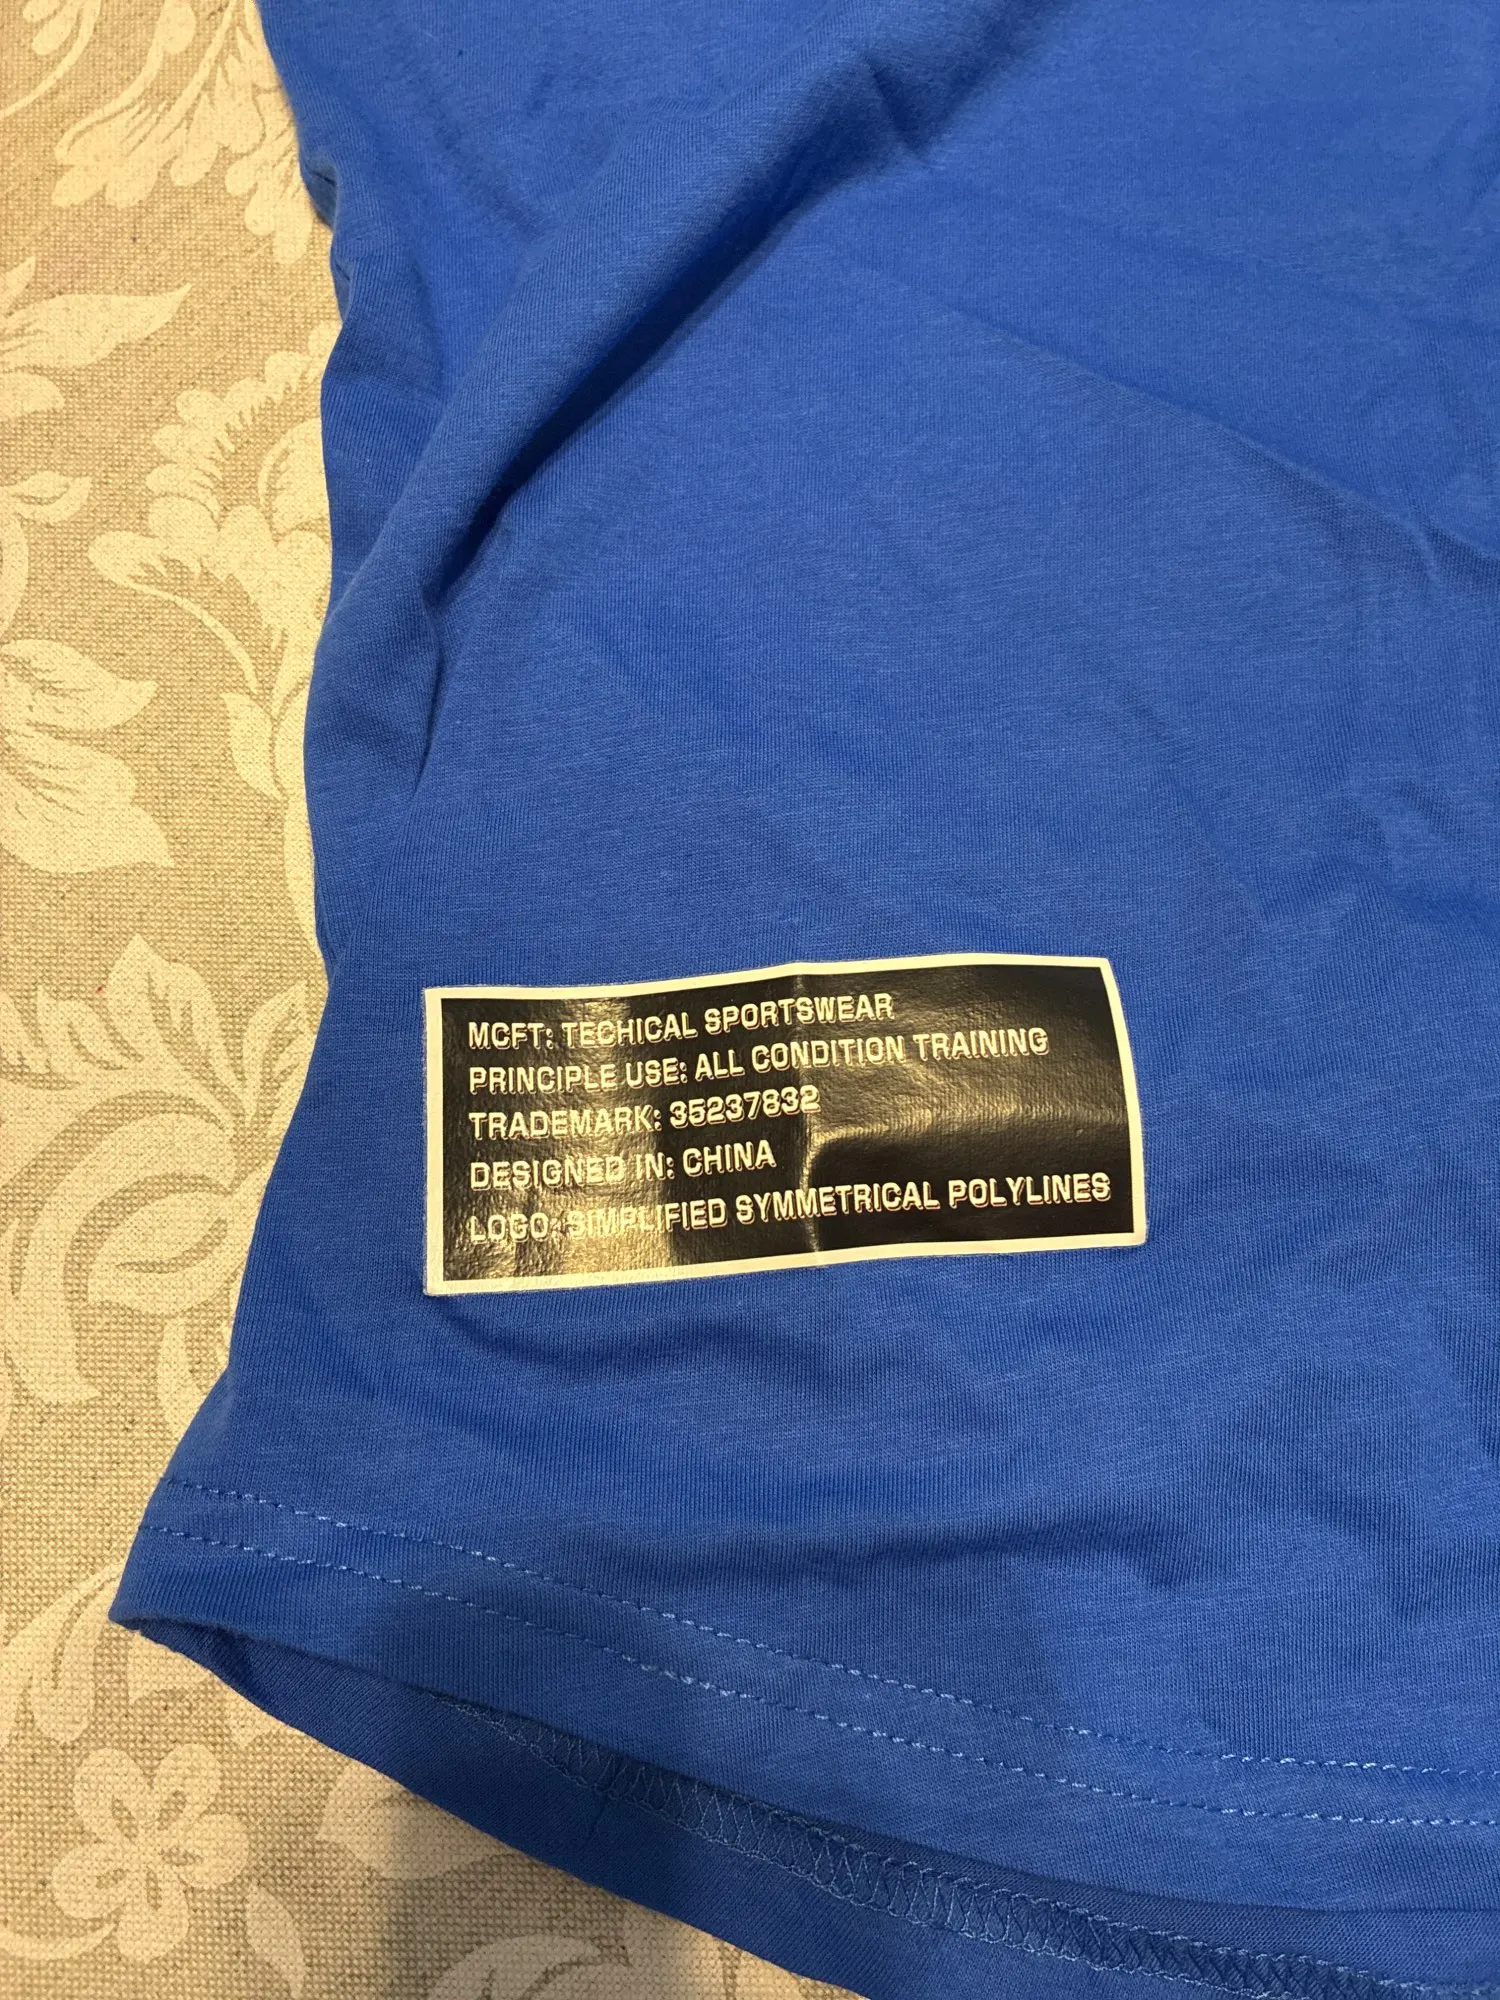 MCFT: TECHICAL SPORTSWEAR
PRINCIPLE USE: ALL CONDITION TRAINING
TRADEMARK: 35237832
DESIGNED IN: CHINA
LOGO: SIMPLIFIED SYMMETRICAL POLYLINES